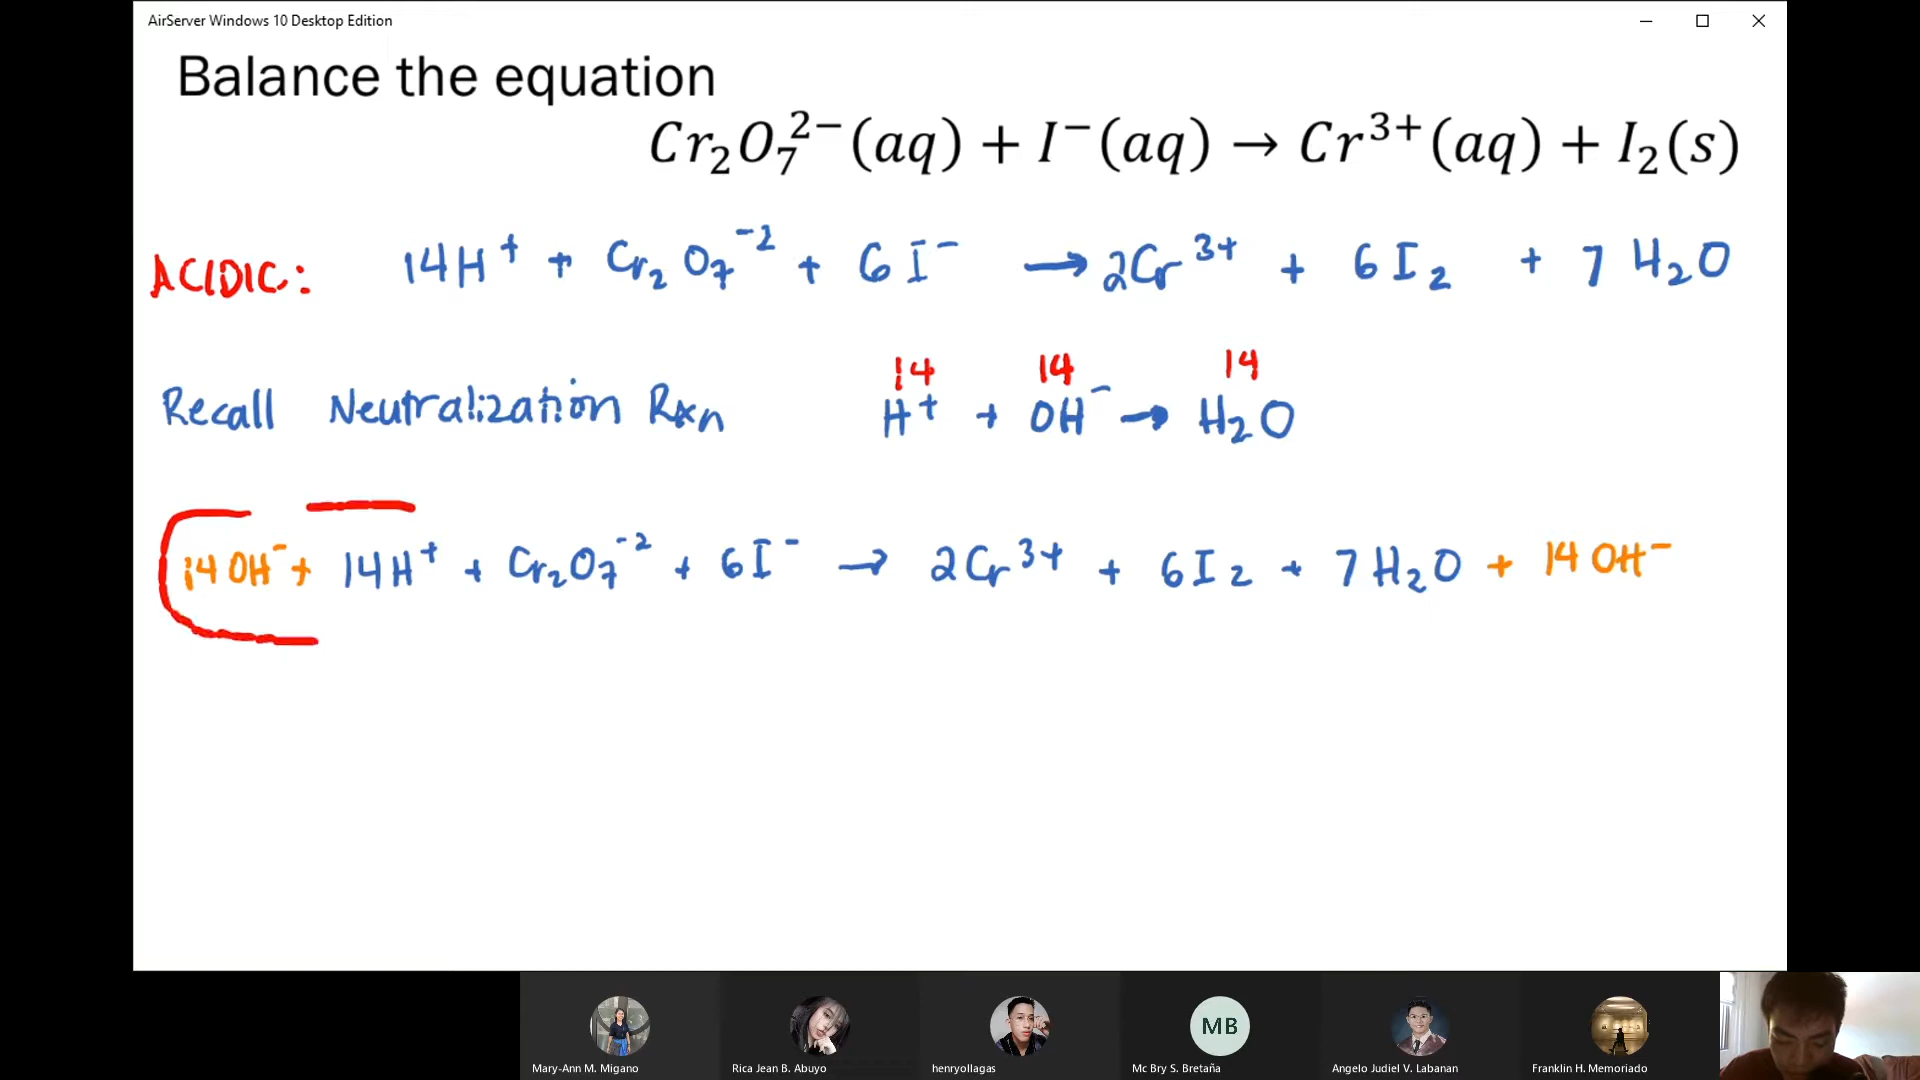 AirServer Windows 10 Desktop Edition
Balance the equation
Cr₂O₇²⁻(aq) + I⁻(aq) → Cr³⁺(aq) + I₂(s)
ACIDIC: 14H⁺ + Cr₂O₇⁻² + 6I⁻ → 2Cr³⁺ + 6I₂ + 7H₂O
14 14 14
Recall Neutralization Rxn H⁺ + OH⁻ → H₂O
14OH⁻ + 14H⁺ + Cr₂O₇⁻² + 6I⁻ → 2Cr³⁺ + 6I₂ + 7H₂O + 14OH⁻
MB
Mary-Ann M. Migano Rica Jean B. Abuyo henryollagas Mc Bry S. Bretaña Angelo Judiel V. Labanan Franklin H. Memoriado